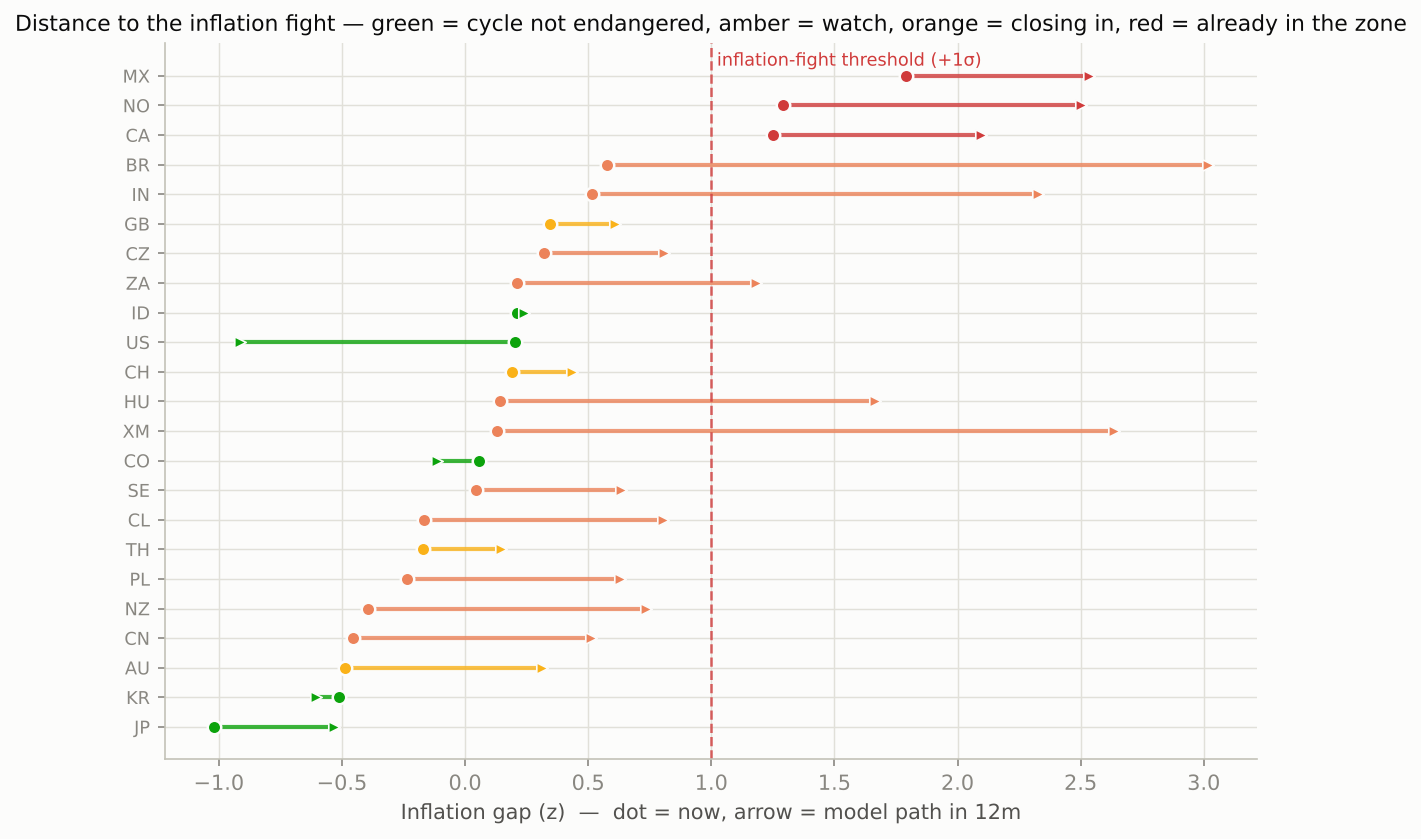 Distance to the inflation fight — green = cycle not endangered, amber = watch, orange = closing in, red = already in the zone
inflation-fight threshold (+1σ)
MX
NO
CA
BR
IN
GB
CZ
ZA
ID
US
CH
HU
XM
CO
SE
CL
TH
PL
NZ
CN
AU
KR
JP
−1.0 −0.5 0.0 0.5 1.0 1.5 2.0 2.5 3.0
Inflation gap (z) — dot = now, arrow = model path in 12m